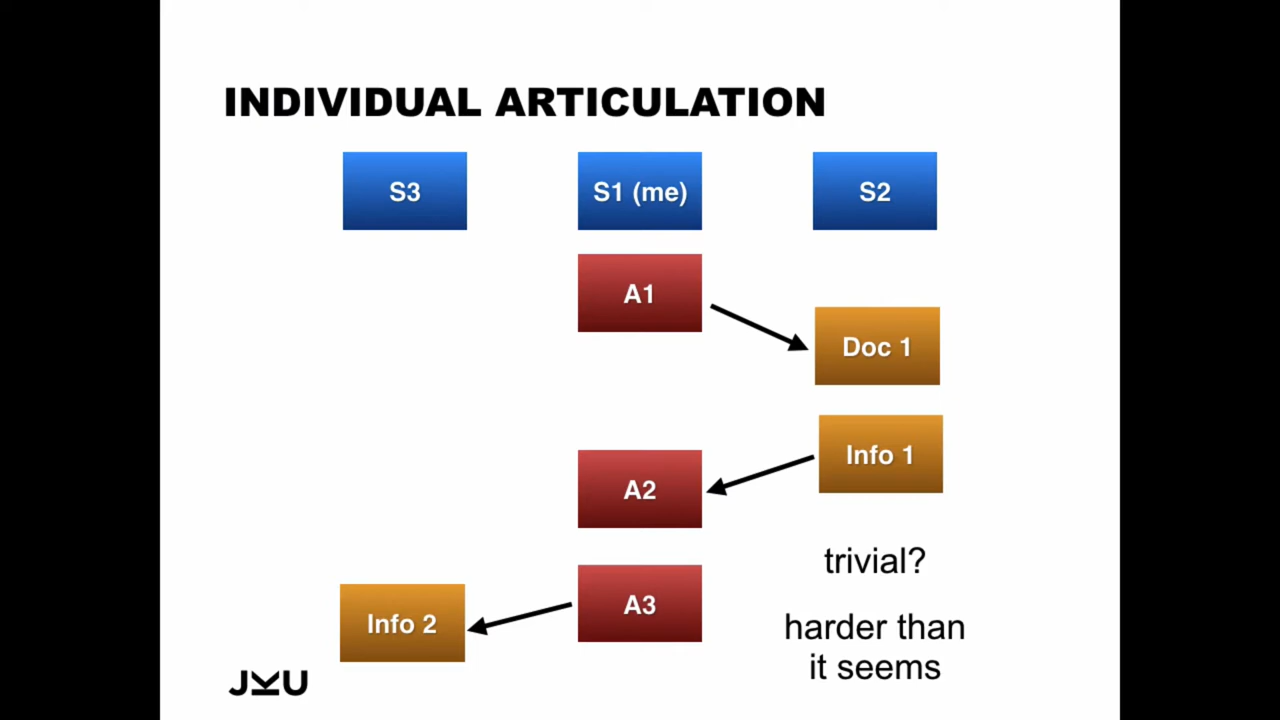 INDIVIDUAL ARTICULATION
S3
S1 (me)
S2
A1
Doc 1
Info 1
A2
trivial?
A3
Info 2
harder than
it seems
JKU